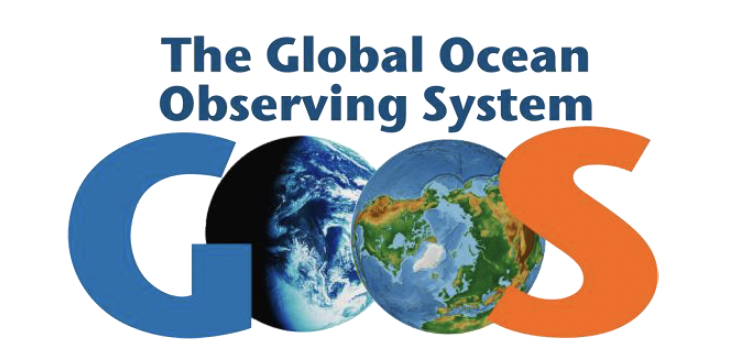 The Global Ocean
Observing System
GOOS